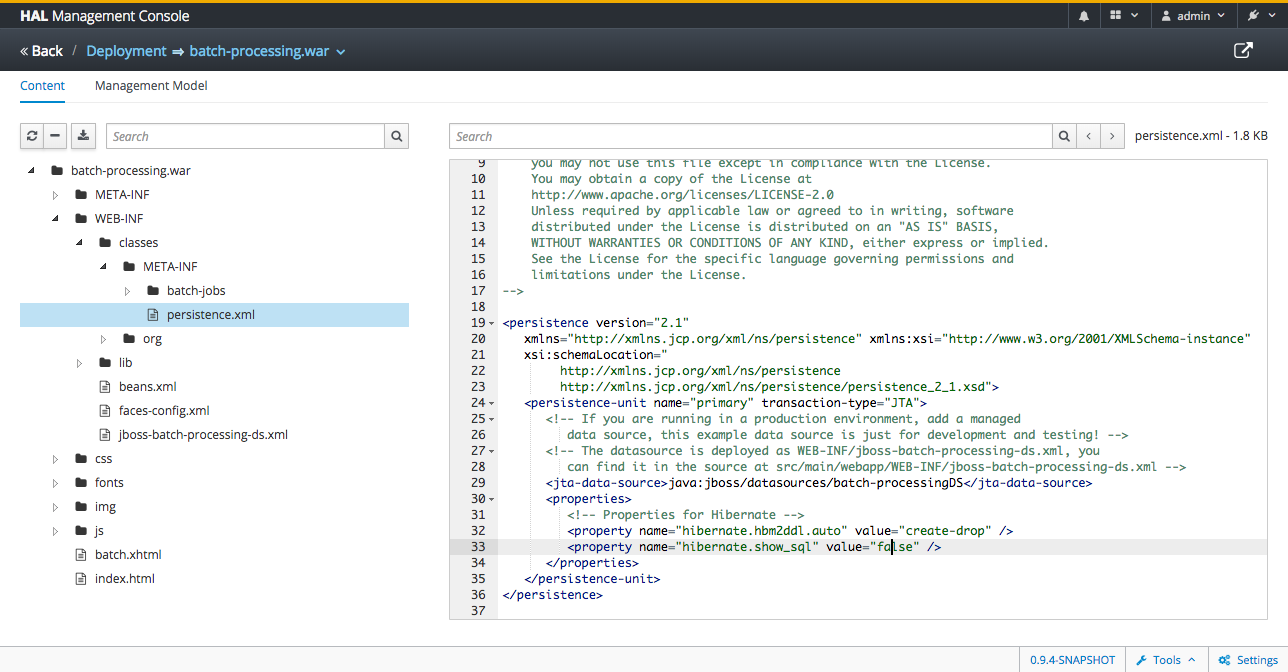 HAL Management Console
admin
« Back / Deployment ⇒ batch-processing.war
Content Management Model
Search
batch-processing.war
META-INF
WEB-INF
classes
META-INF
batch-jobs
persistence.xml
org
lib
beans.xml
faces-config.xml
jboss-batch-processing-ds.xml
css
fonts
img
js
batch.xhtml
index.html
Search
persistence.xml - 1.8 KB
9 you may not use this file except in compliance with the License.
10 You may obtain a copy of the License at
11 http://www.apache.org/licenses/LICENSE-2.0
12 Unless required by applicable law or agreed to in writing, software
13 distributed under the License is distributed on an "AS IS" BASIS,
14 WITHOUT WARRANTIES OR CONDITIONS OF ANY KIND, either express or implied.
15 See the License for the specific language governing permissions and
16 limitations under the License.
17 -->
18
19 <persistence version="2.1"
20 xmlns="http://xmlns.jcp.org/xml/ns/persistence" xmlns:xsi="http://www.w3.org/2001/XMLSchema-instance"
21 xsi:schemaLocation="
22 http://xmlns.jcp.org/xml/ns/persistence
23 http://xmlns.jcp.org/xml/ns/persistence/persistence_2_1.xsd">
24 <persistence-unit name="primary" transaction-type="JTA">
25 <!-- If you are running in a production environment, add a managed
26 data source, this example data source is just for development and testing! -->
27 <!-- The datasource is deployed as WEB-INF/jboss-batch-processing-ds.xml, you
28 can find it in the source at src/main/webapp/WEB-INF/jboss-batch-processing-ds.xml -->
29 <jta-data-source>java:jboss/datasources/batch-processingDS</jta-data-source>
30 <properties>
31 <!-- Properties for Hibernate -->
32 <property name="hibernate.hbm2ddl.auto" value="create-drop" />
33 <property name="hibernate.show_sql" value="false" />
34 </properties>
35 </persistence-unit>
36 </persistence>
37
0.9.4-SNAPSHOT Tools Settings